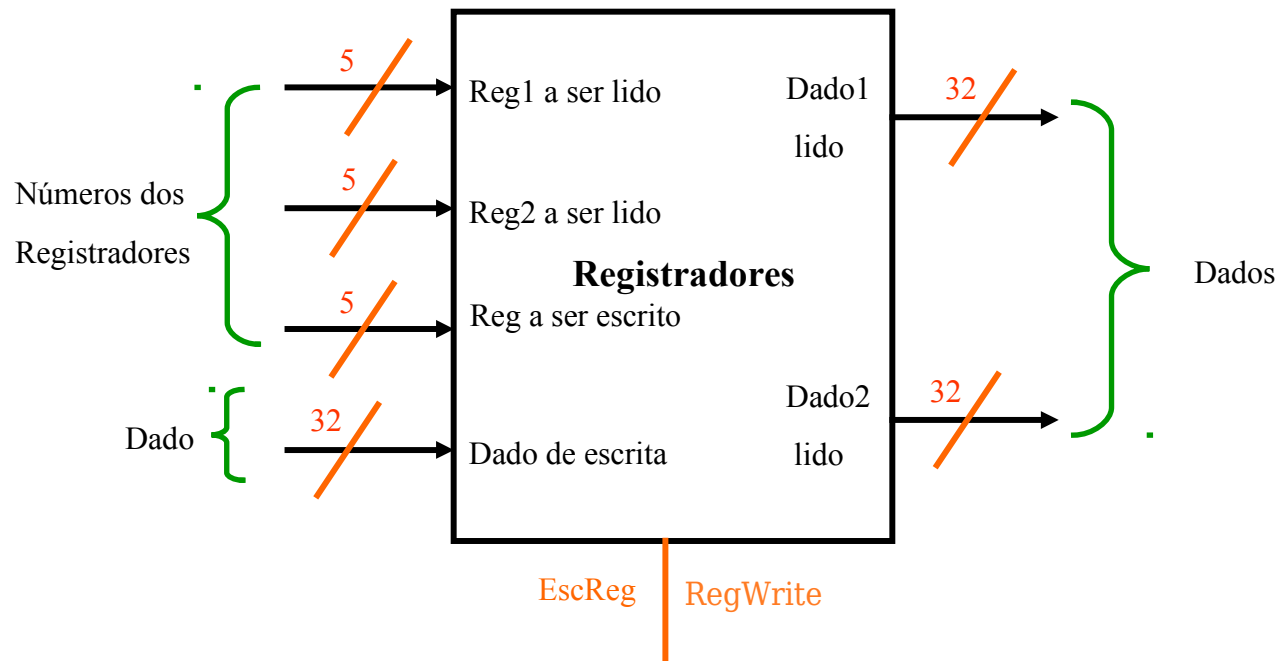 Números dos
Registradores
Dado
5
5
5
32
Reg1 a ser lido
Reg2 a ser lido
Registradores
Reg a ser escrito
Dado de escrita
Dado1
lido
Dado2
lido
32
32
Dados
EscReg
RegWrite